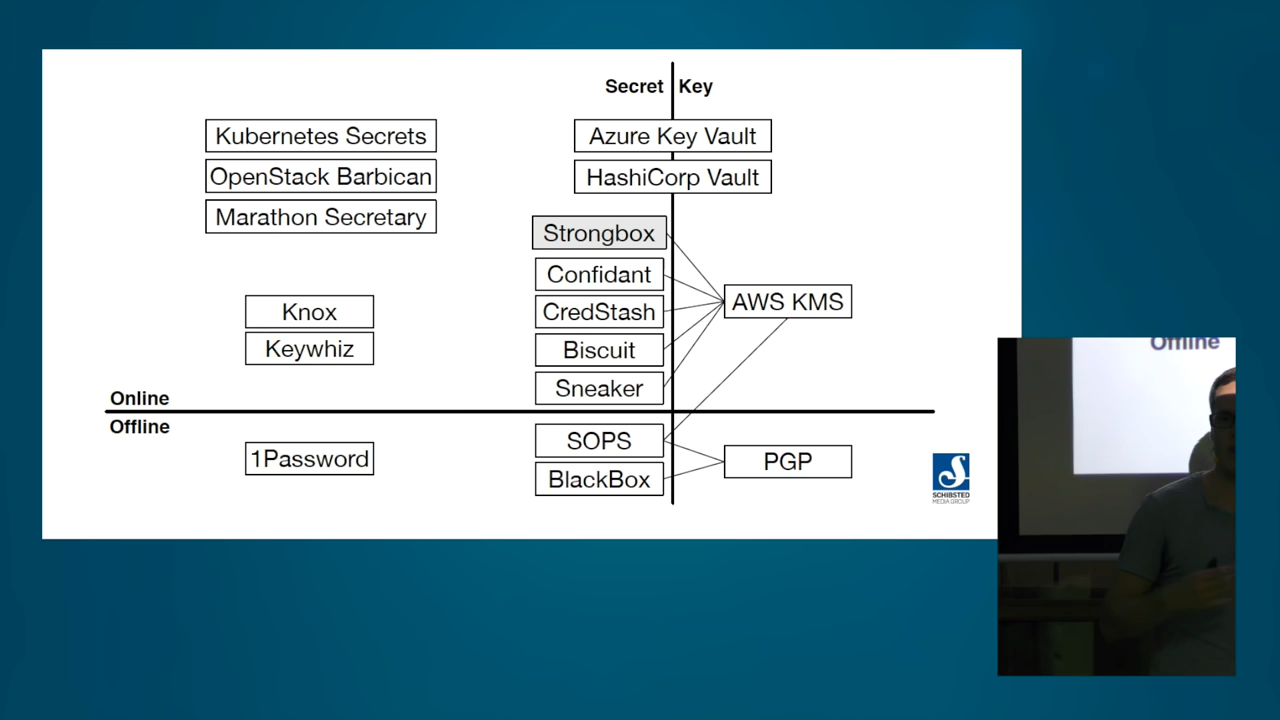 Secret Key
Kubernetes Secrets
OpenStack Barbican
Marathon Secretary
Azure Key Vault
HashiCorp Vault
Strongbox
Confidant
CredStash
Biscuit
Sneaker
AWS KMS
Knox
Keywhiz
Online
Offline
1Password
SOPS
BlackBox
PGP
SCHIBSTED
MEDIA GROUP
Offline